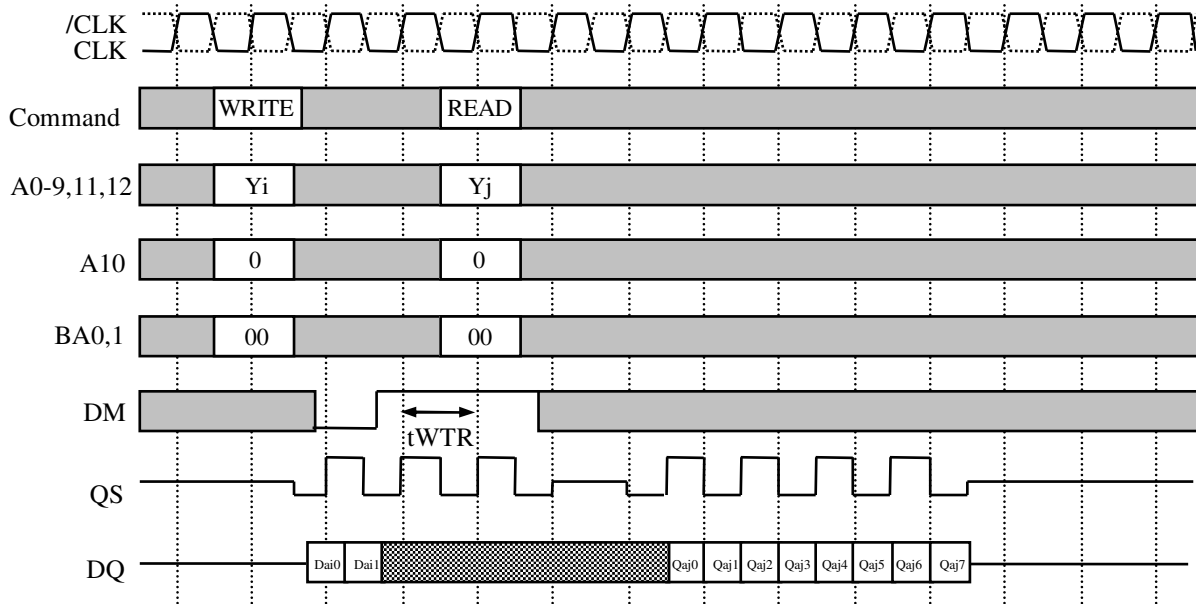 /CLK
CLK
Command WRITE READ
A0-9,11,12 Yi Yj
A10 0 0
BA0,1 00 00
DM
tWTR
QS
DQ Dai0 Dai1 Qaj0 Qaj1 Qaj2 Qaj3 Qaj4 Qaj5 Qaj6 Qaj7